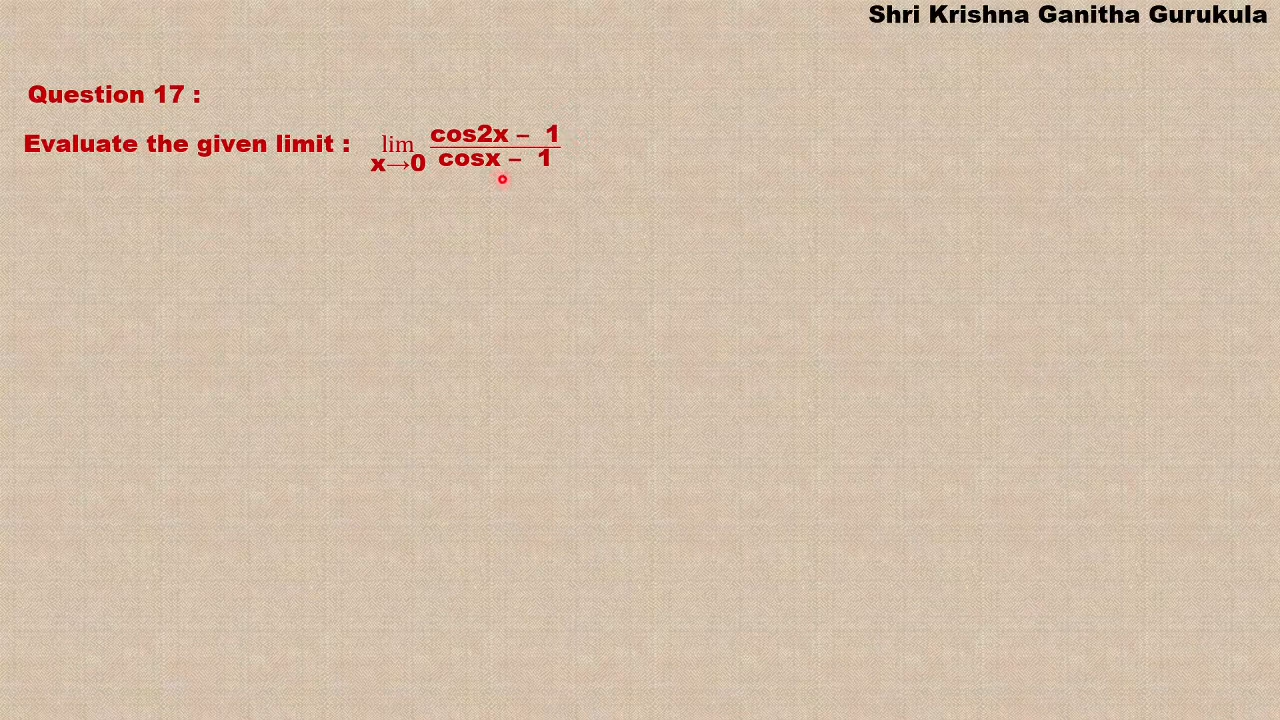 Shri Krishna Ganitha Gurukula
Question 17 :
Evaluate the given limit : lim x→0 (cos2x – 1)/(cosx – 1)